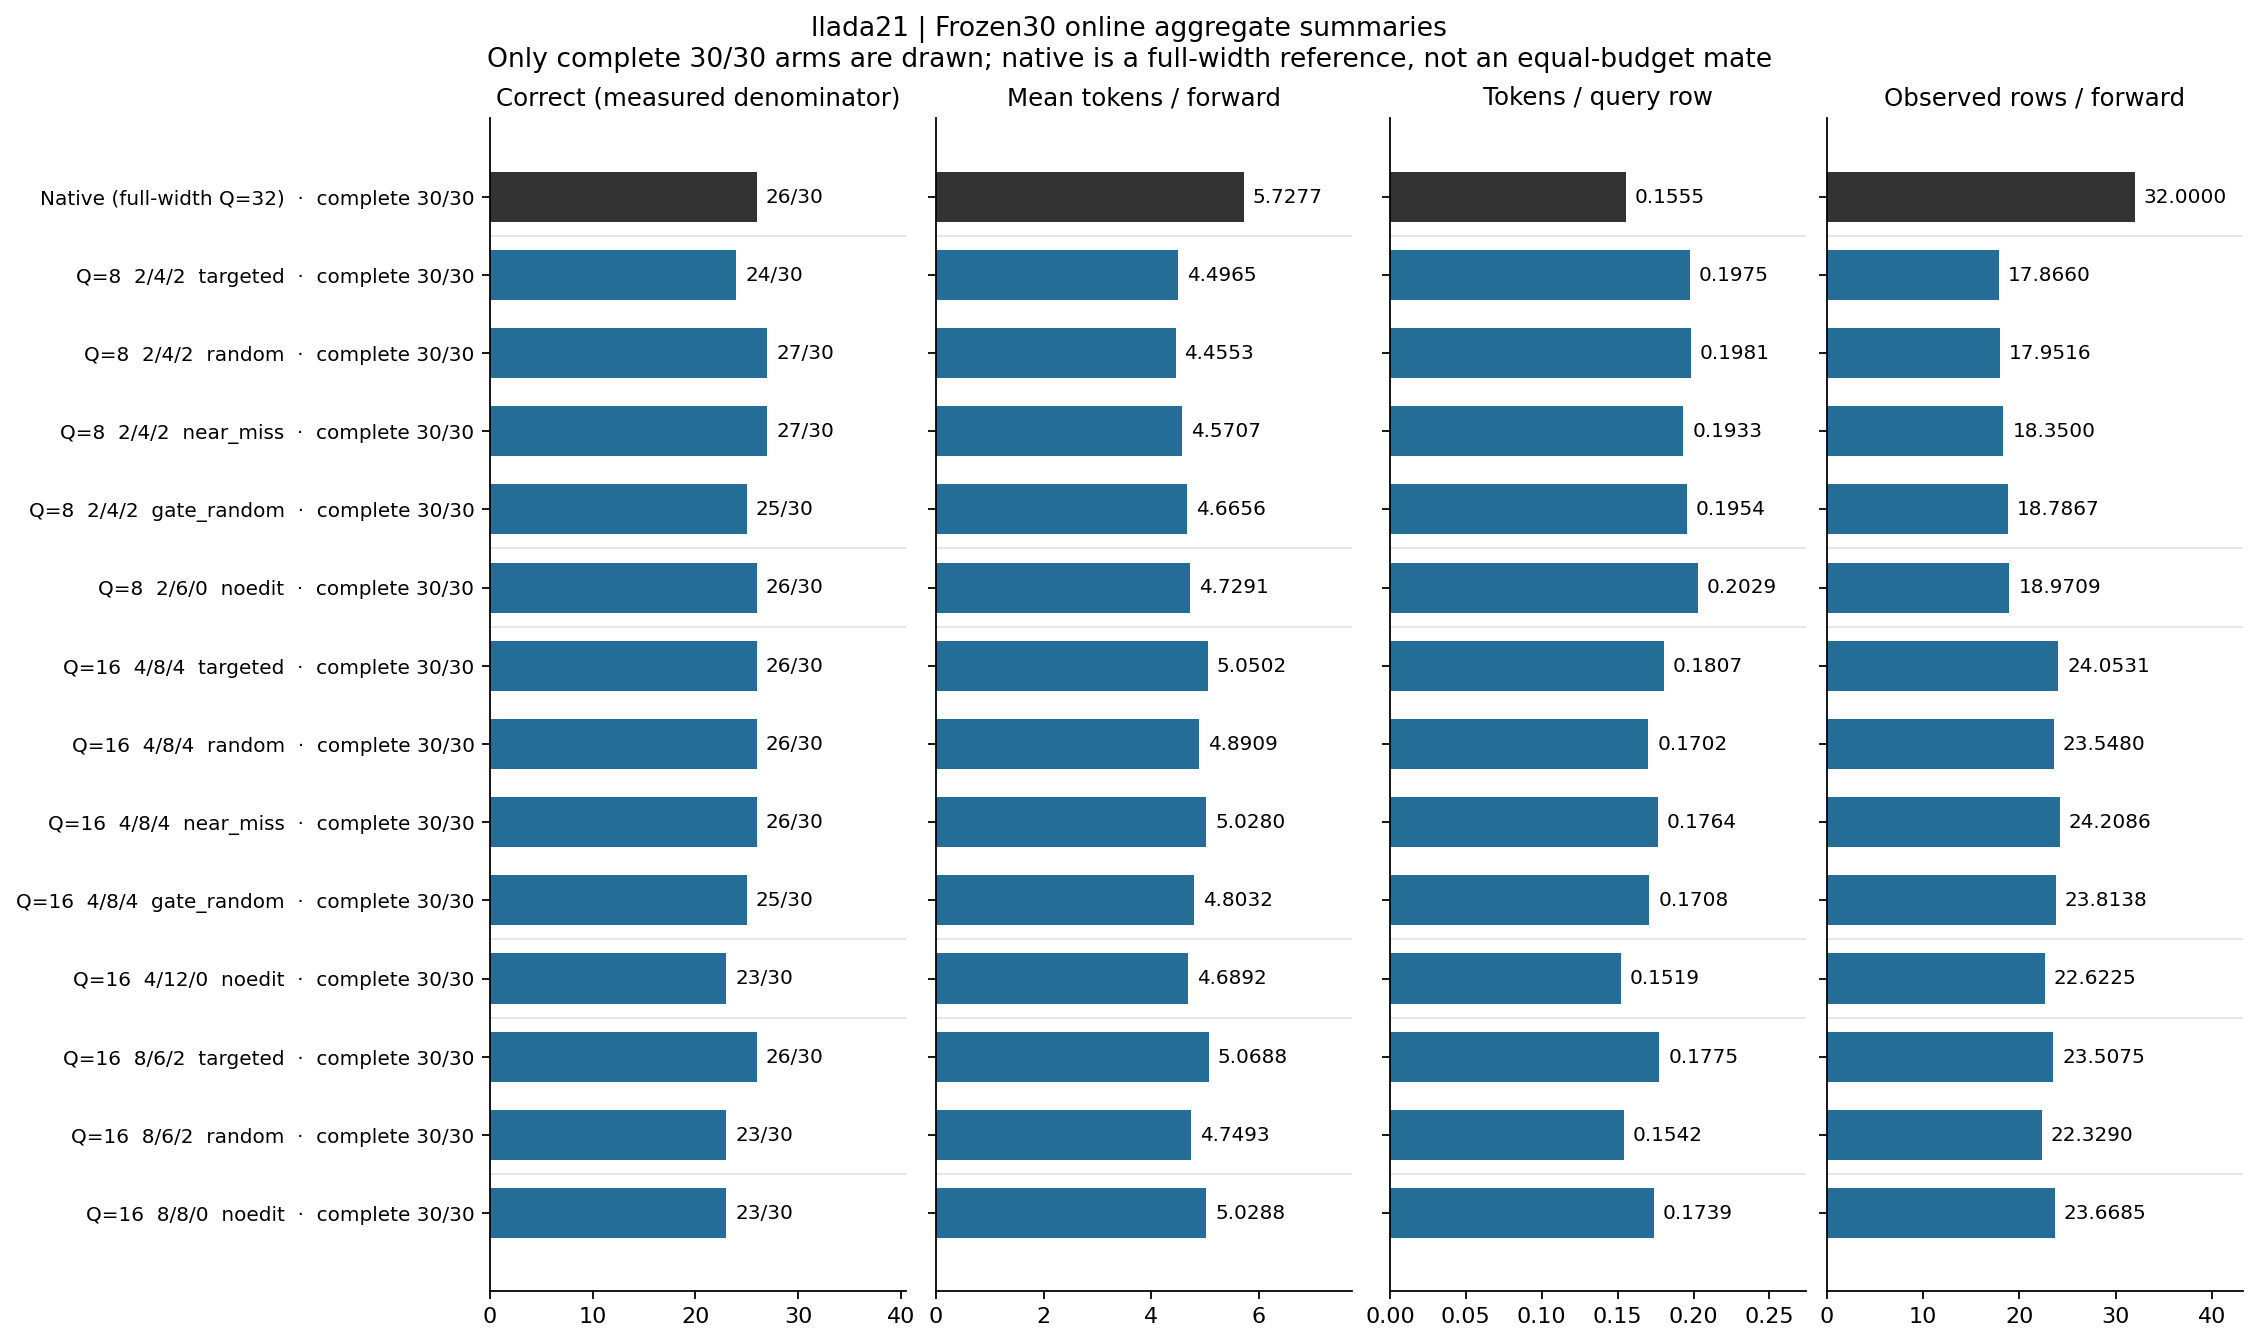 llada21 | Frozen30 online aggregate summaries
Only complete 30/30 arms are drawn; native is a full-width reference, not an equal-budget mate
Correct (measured denominator) Mean tokens / forward Tokens / query row Observed rows / forward
Native (full-width Q=32) · complete 30/30 26/30 5.7277 0.1555 32.0000
Q=8 2/4/2 targeted · complete 30/30 24/30 4.4965 0.1975 17.8660
Q=8 2/4/2 random · complete 30/30 27/30 4.4553 0.1981 17.9516
Q=8 2/4/2 near_miss · complete 30/30 27/30 4.5707 0.1933 18.3500
Q=8 2/4/2 gate_random · complete 30/30 25/30 4.6656 0.1954 18.7867
Q=8 2/6/0 noedit · complete 30/30 26/30 4.7291 0.2029 18.9709
Q=16 4/8/4 targeted · complete 30/30 26/30 5.0502 0.1807 24.0531
Q=16 4/8/4 random · complete 30/30 26/30 4.8909 0.1702 23.5480
Q=16 4/8/4 near_miss · complete 30/30 26/30 5.0280 0.1764 24.2086
Q=16 4/8/4 gate_random · complete 30/30 25/30 4.8032 0.1708 23.8138
Q=16 4/12/0 noedit · complete 30/30 23/30 4.6892 0.1519 22.6225
Q=16 8/6/2 targeted · complete 30/30 26/30 5.0688 0.1775 23.5075
Q=16 8/6/2 random · complete 30/30 23/30 4.7493 0.1542 22.3290
Q=16 8/8/0 noedit · complete 30/30 23/30 5.0288 0.1739 23.6685
0 10 20 30 40 0 2 4 6 0.00 0.05 0.10 0.15 0.20 0.25 0 10 20 30 40